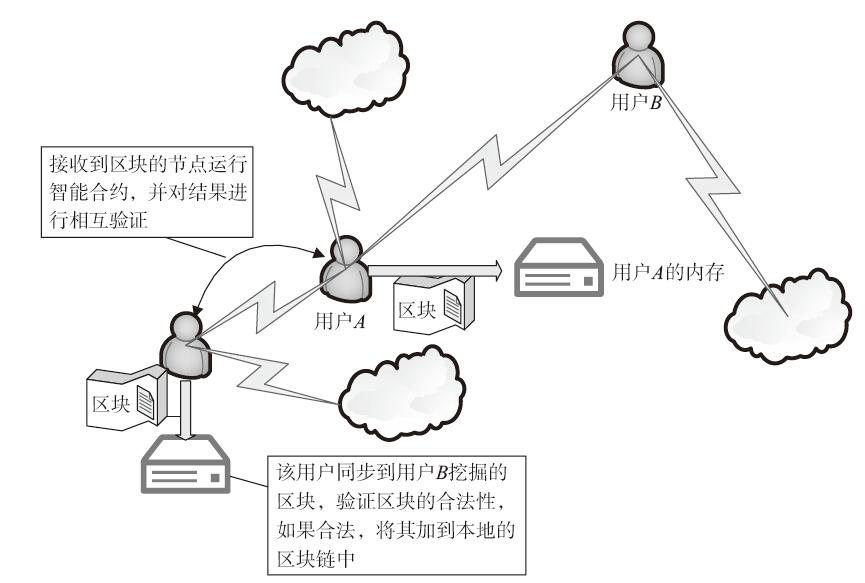 用户B
接收到区块的节点运行
智能合约，并对结果进
行相互验证
用户A的内存
区块
用户A
区块
该用户同步到用户B挖掘的
区块，验证区块的合法性，
如果合法，将其加到本地的
区块链中